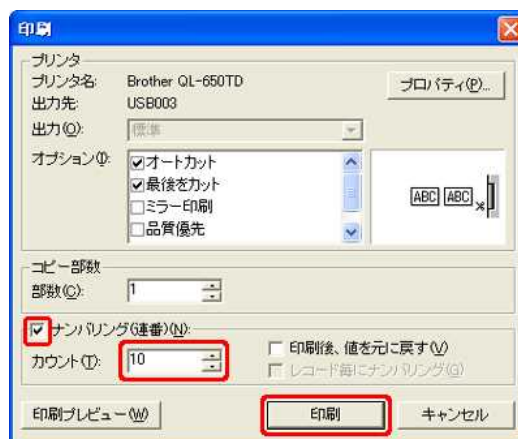 印刷
プリンタ
プリンタ名: Brother QL-650TD
プロパティ(P)...
出力先: USB003
出力(O): 標準
オプション(I):
オートカット
最後をカット
ミラー印刷
品質優先
ABC ABC
コピー部数
部数(C): 1
ナンバリング(連番)(N):
カウント(T): 10
印刷後、値を元に戻す(V)
レコード毎にナンバリング(G)
印刷プレビュー(W)
印刷
キャンセル